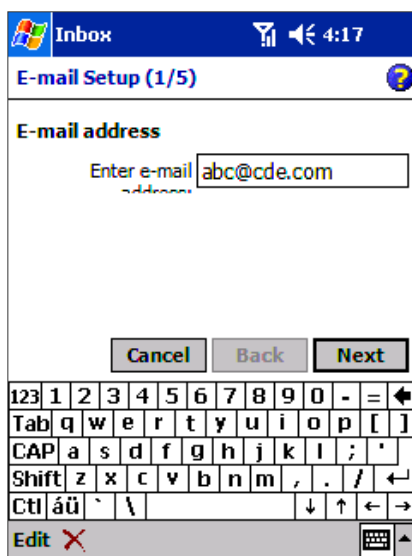 Inbox 4:17
E-mail Setup (1/5)
E-mail address
Enter e-mail abc@cde.com
address:
Cancel Back Next
123 1 2 3 4 5 6 7 8 9 0 - =
Tab q w e r t y u i o p [ ]
CAP a s d f g h j k l ; '
Shift z x c v b n m , . /
Ctl áü ` \
Edit